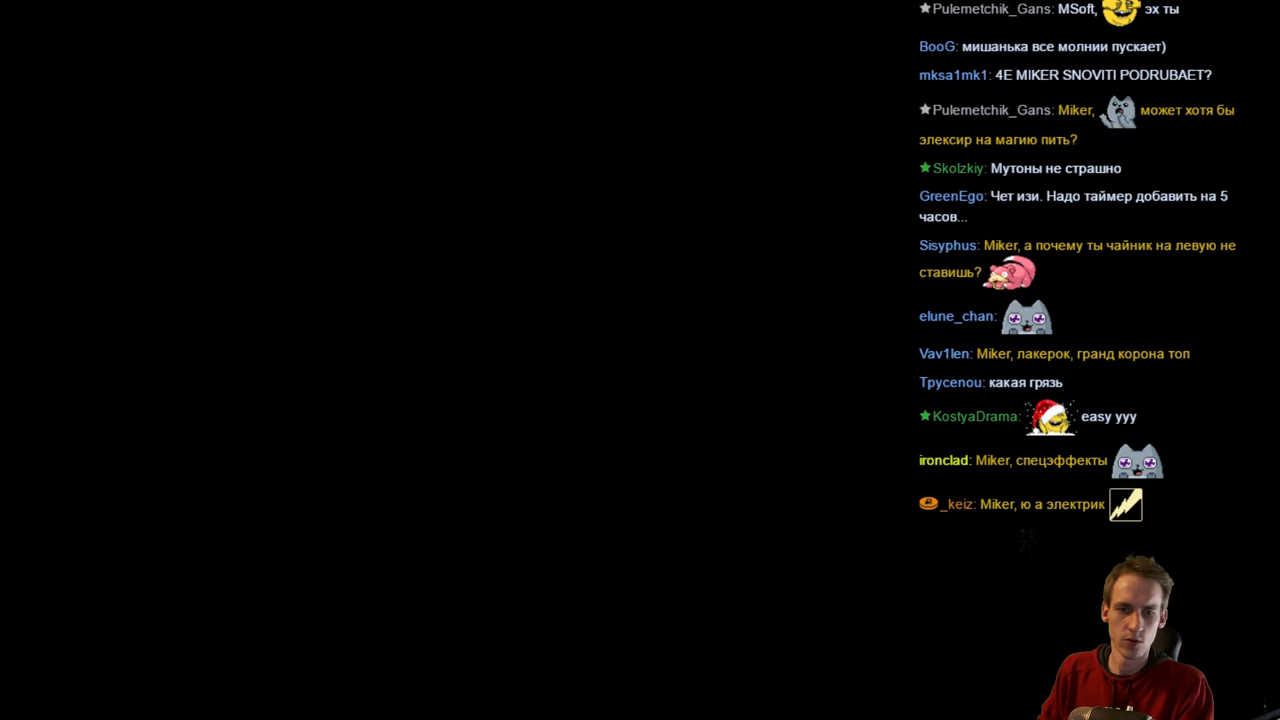 Pulemetchik_Gans: MSoft, эх ты
BooG: мишанька все молнии пускает)
mksa1mk1: 4E MIKER SNOVITI PODRUBAET?
Pulemetchik_Gans: Miker, может хотя бы
элексир на магию пить?
Skolzkiy: Мутоны не страшно
GreenEgo: Чет изи. Надо таймер добавить на 5
часов...
Sisyphus: Miker, а почему ты чайник на левую не
ставишь?
elune_chan:
Vav1len: Miker, лакерок, гранд корона топ
Трусепоu: какая грязь
KostyaDrama: easy yyy
ironclad: Miker, спецэффекты
_keiz: Miker, ю а электрик